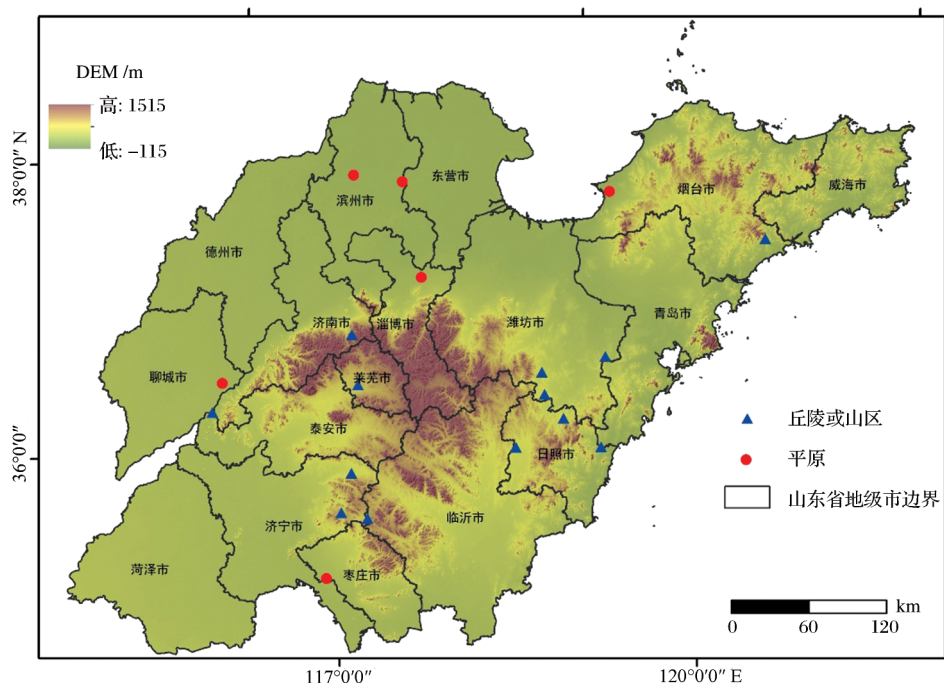 DEM /m
高: 1515
低: -115
38°0′0″ N
36°0′0″
东营市
滨州市
烟台市
威海市
德州市
青岛市
济南市
淄博市
潍坊市
聊城市
莱芜市
泰安市
日照市
临沂市
济宁市
菏泽市
枣庄市
丘陵或山区
平原
山东省地级市边界
km
0 60 120
117°0′0″
120°0′0″ E